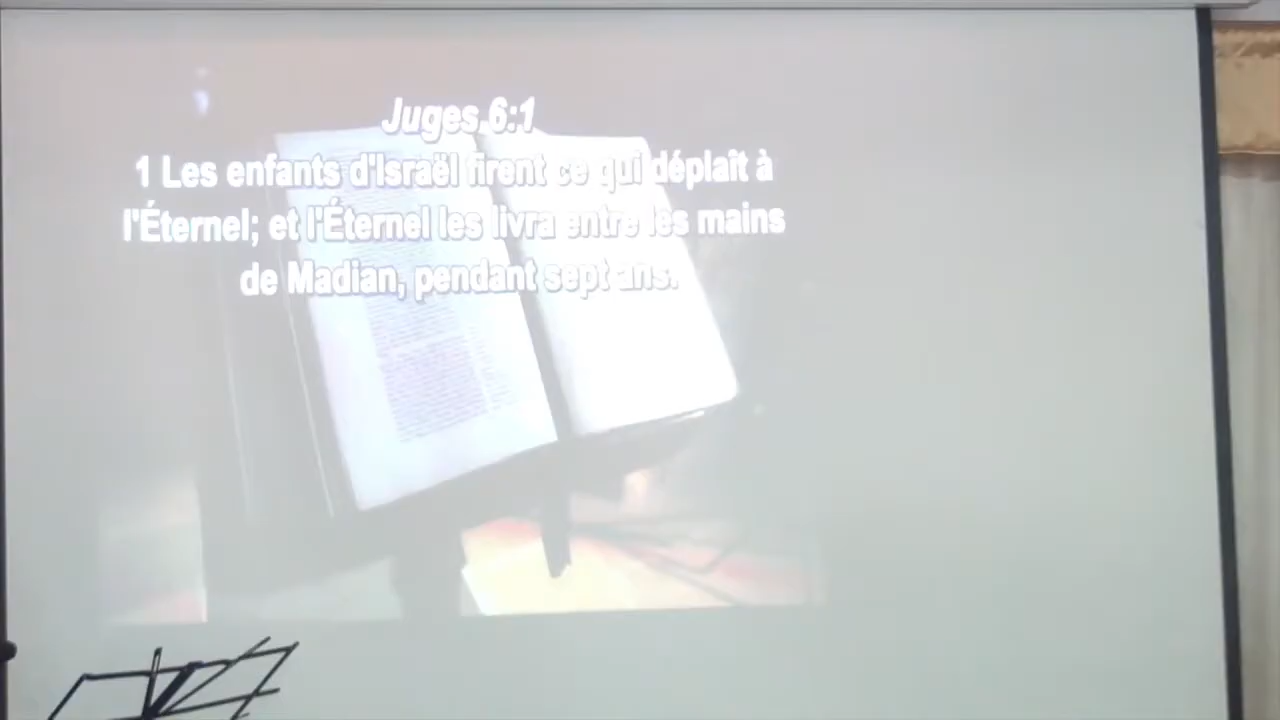 Juges 6:1
1 Les enfants d'Israël firent ce qui déplaît à
l'Éternel; et l'Éternel les livra entre les mains
de Madian, pendant sept ans.